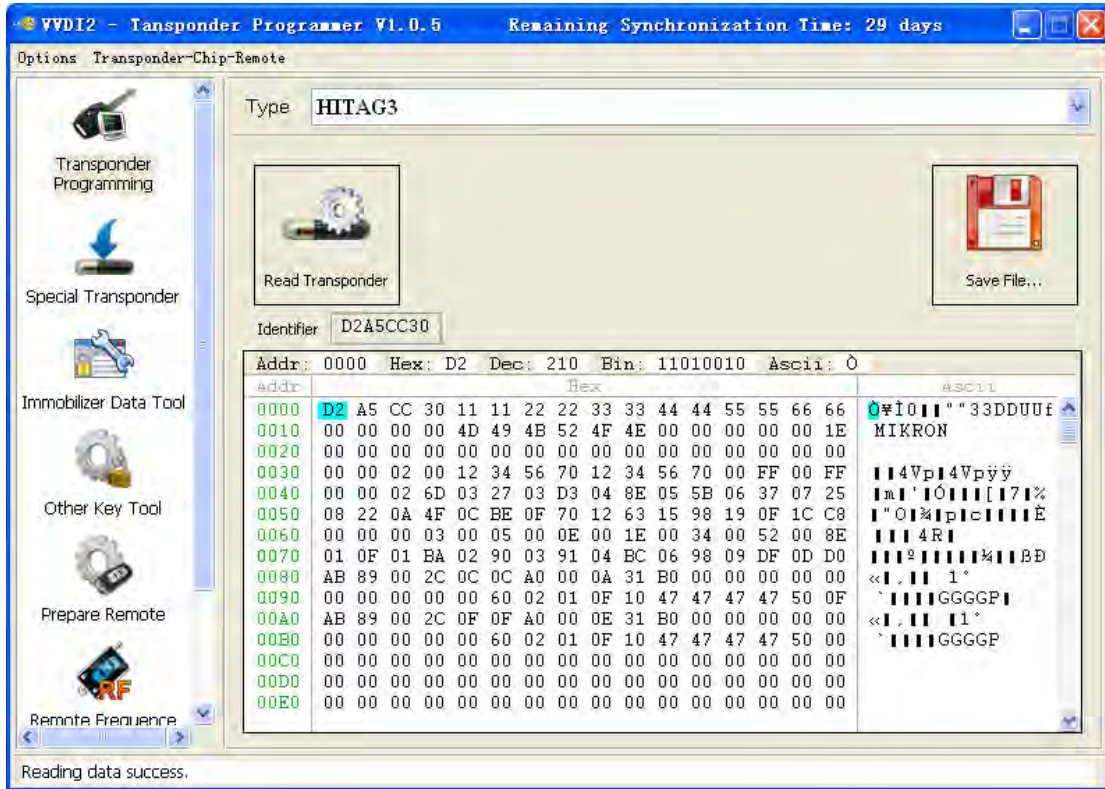 VVDI2 - Tansponder Programmer V1.0.5 Remaining Synchronization Time: 29 days
Options Transponder-Chip-Remote
Transponder
Programming
Special Transponder
Immobilizer Data Tool
Other Key Tool
Prepare Remote
RF
Remote Frequence
Type HITAG3
Read Transponder
Save File...
Identifier D2A5CC30
Addr: 0000 Hex: D2 Dec: 210 Bin: 11010010 Ascii: Ò
Addr Hex Ascii
0000 D2 A5 CC 30 11 11 22 22 33 33 44 44 55 55 66 66 Ò¥Ì0""33DDUUf
0010 00 00 00 00 4D 49 4B 52 4F 4E 00 00 00 00 00 1E MIKRON
0020 00 00 00 00 00 00 00 00 00 00 00 00 00 00 00 00
0030 00 00 02 00 12 34 56 70 12 34 56 70 00 FF 00 FF 4Vp4Vpÿÿ
0040 00 00 02 6D 03 27 03 D3 04 8E 05 5B 06 37 07 25 m'Ó[7%
0050 08 22 0A 4F 0C BE 0F 70 12 63 15 98 19 0F 1C C8 "O¾pcÈ
0060 00 00 00 03 00 05 00 0E 00 1E 00 34 00 52 00 8E 4R
0070 01 0F 01 BA 02 90 03 91 04 BC 06 98 09 DF 0D D0 º¼ßÐ
0080 AB 89 00 2C 0C 0C A0 00 0A 31 B0 00 00 00 00 00 «, 1°
0090 00 00 00 00 00 60 02 01 0F 10 47 47 47 47 50 0F `GGGGP
00A0 AB 89 00 2C 0F 0F A0 00 0E 31 B0 00 00 00 00 00 «, 1°
00B0 00 00 00 00 00 60 02 01 0F 10 47 47 47 47 50 00 `GGGGP
00C0 00 00 00 00 00 00 00 00 00 00 00 00 00 00 00 00
00D0 00 00 00 00 00 00 00 00 00 00 00 00 00 00 00 00
00E0 00 00 00 00 00 00 00 00 00 00 00 00 00 00 00 00
Reading data success.